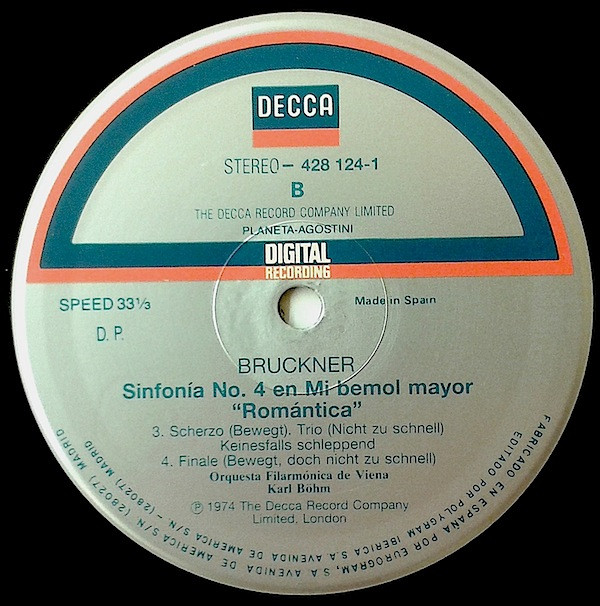 DECCA
STEREO – 428 124-1
B
THE DECCA RECORD COMPANY LIMITED
PLANETA-AGOSTINI
DIGITAL
RECORDING
SPEED 33⅓
Made in Spain
D. P.
BRUCKNER
Sinfonía No. 4 en Mi bemol mayor
“Romántica”
3. Scherzo (Bewegt). Trio (Nicht zu schnell)
Keinesfalls schleppend
4. Finale (Bewegt, doch nicht zu schnell)
Orquesta Filarmónica de Viena
Karl Böhm
℗ 1974 The Decca Record Company
Limited, London
FABRICADO EN ESPAÑA POR EUROGRAM, S.A. AVENIDA DE AMERICA S/N. (28027) MADRID
EDITADO POR POLYGRAM IBERICA S.A. AVENIDA DE AMERICA S/N – (28027) MADRID